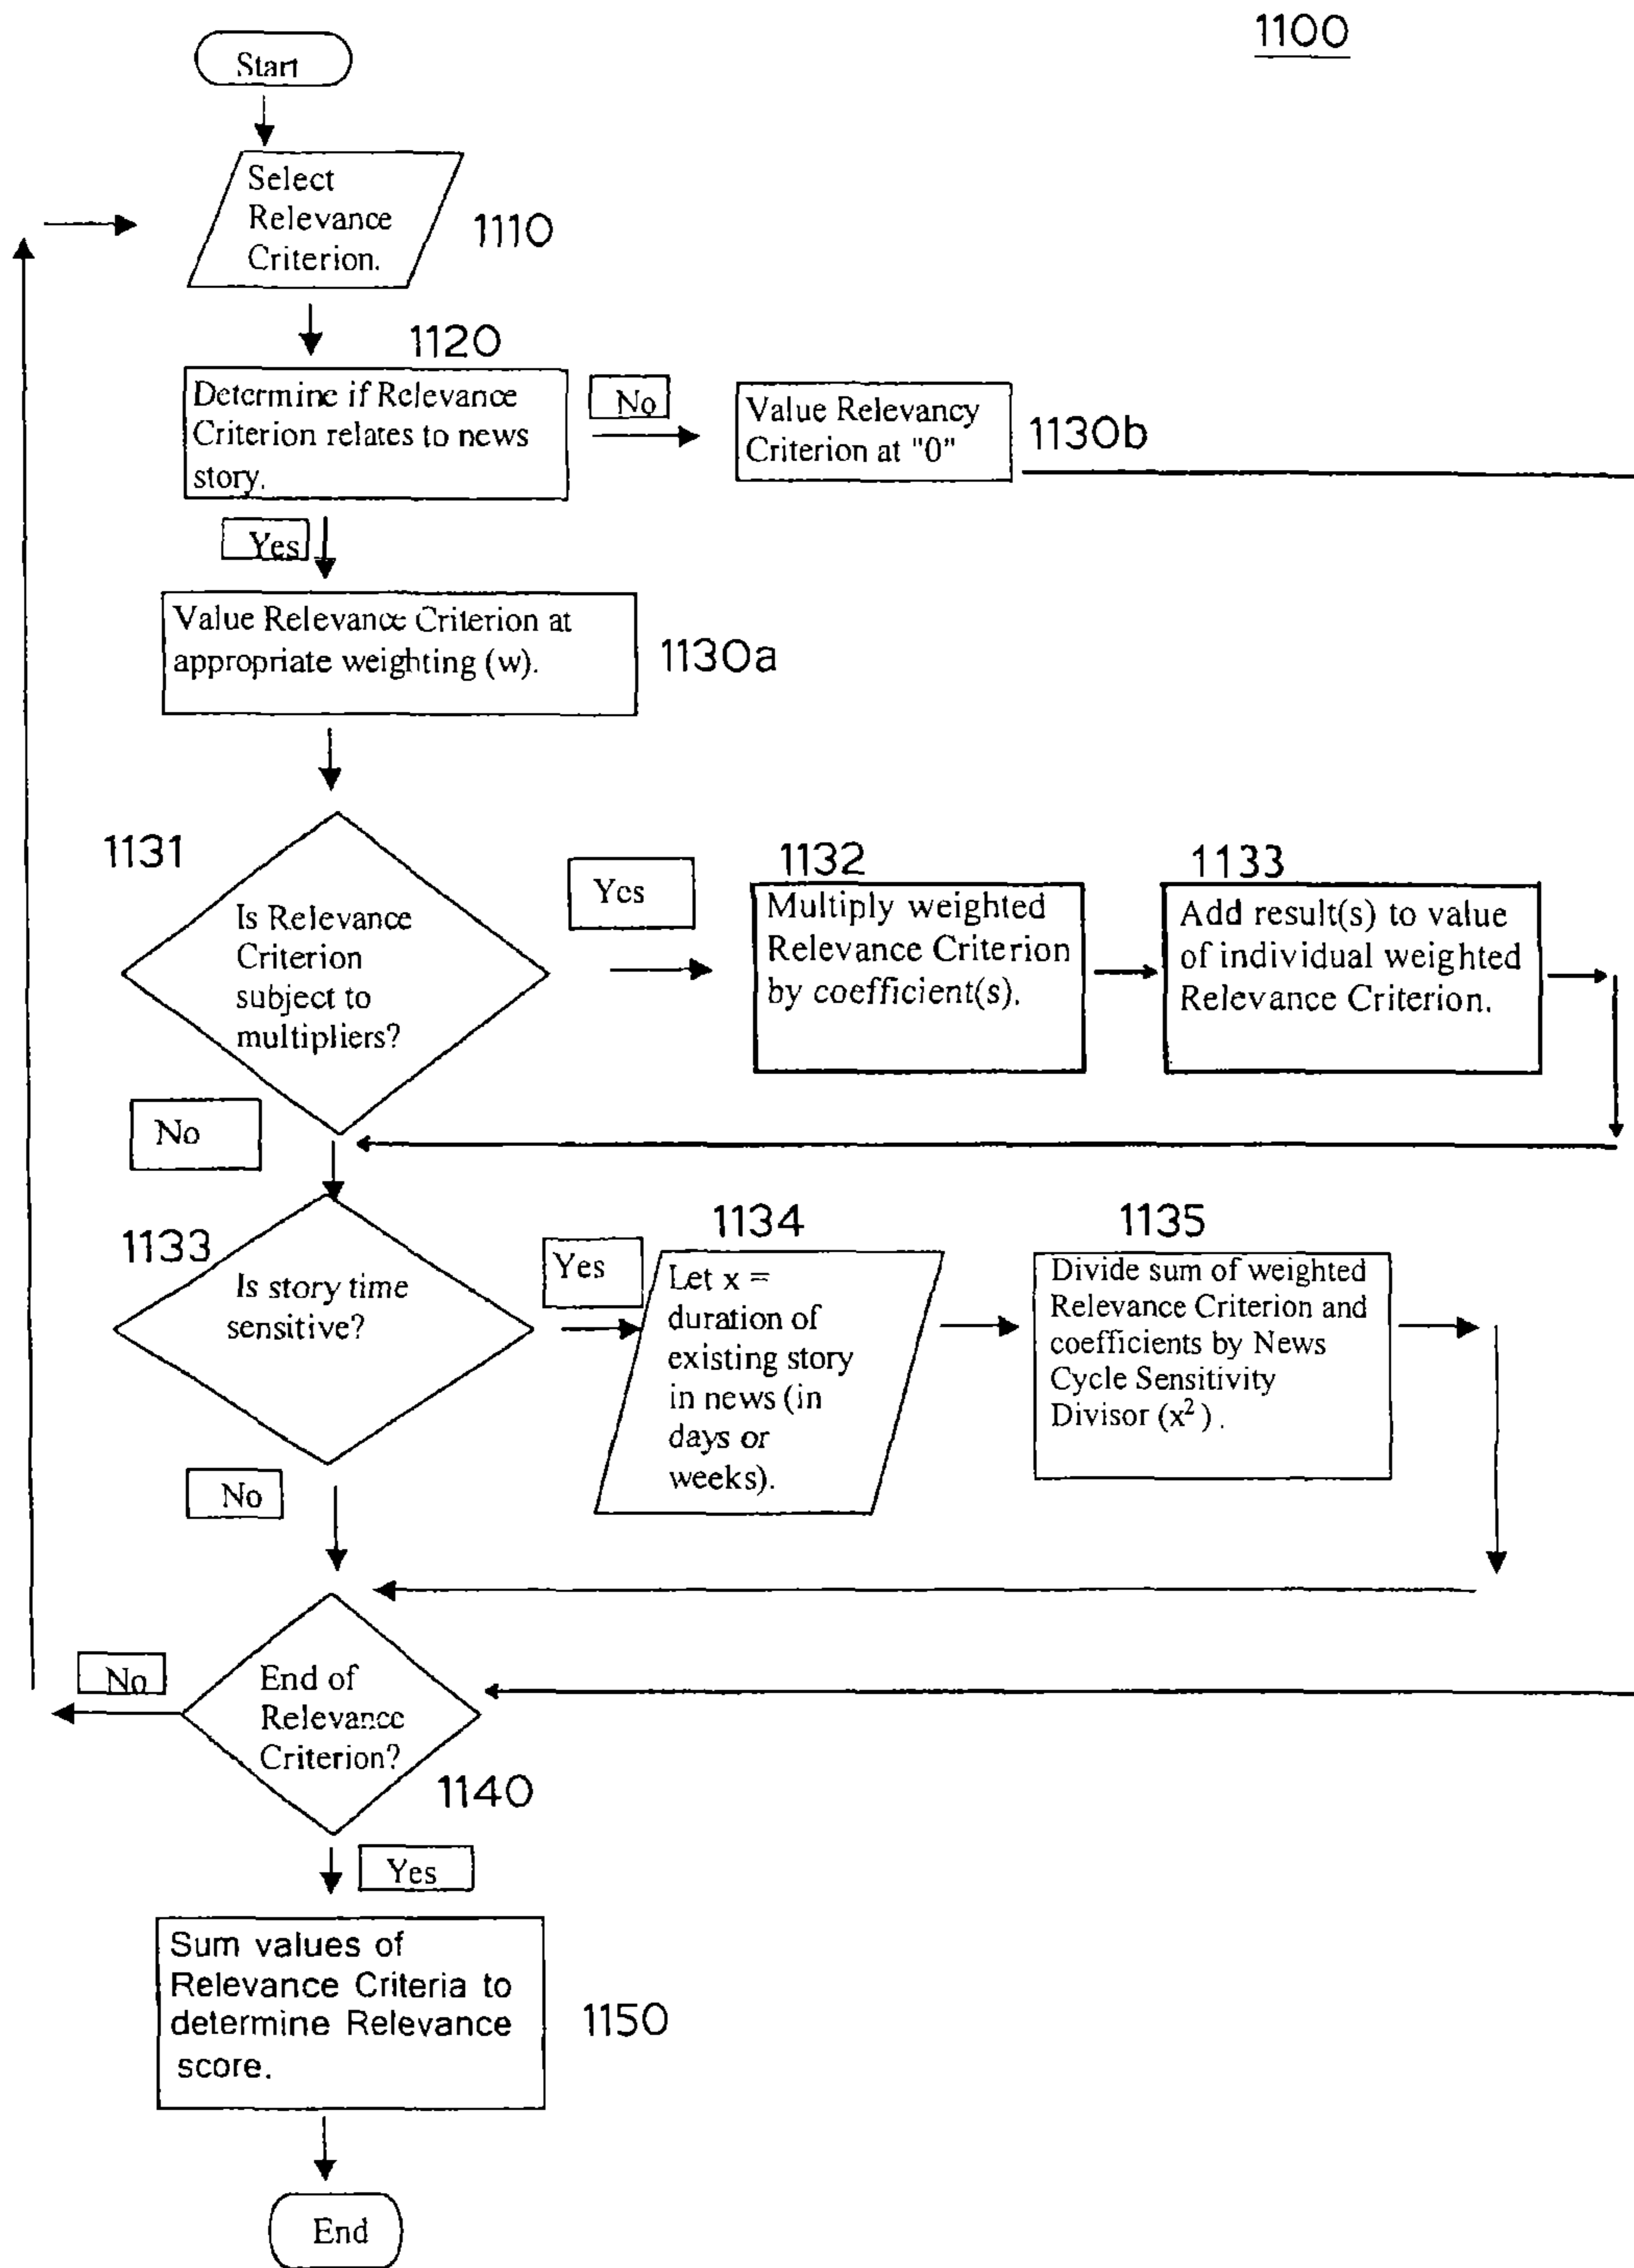 1100
Start
Select
Relevance
Criterion.
1110
1120
Determine if Relevance
Criterion relates to news
story.
No
Value Relevancy
Criterion at "0"
1130b
Yes
Value Relevance Criterion at
appropriate weighting (w).
1130a
1131
Is Relevance
Criterion
subject to
multipliers?
Yes
1132
Multiply weighted
Relevance Criterion
by coefficient(s).
1133
Add result(s) to value
of individual weighted
Relevance Criterion.
No
1133
Is story time
sensitive?
Yes
1134
Let x =
duration of
existing story
in news (in
days or
weeks).
1135
Divide sum of weighted
Relevance Criterion and
coefficients by News
Cycle Sensitivity
Divisor (x²).
No
No
End of
Relevance
Criterion?
1140
Yes
Sum values of
Relevance Criteria to
determine Relevance
score.
1150
End